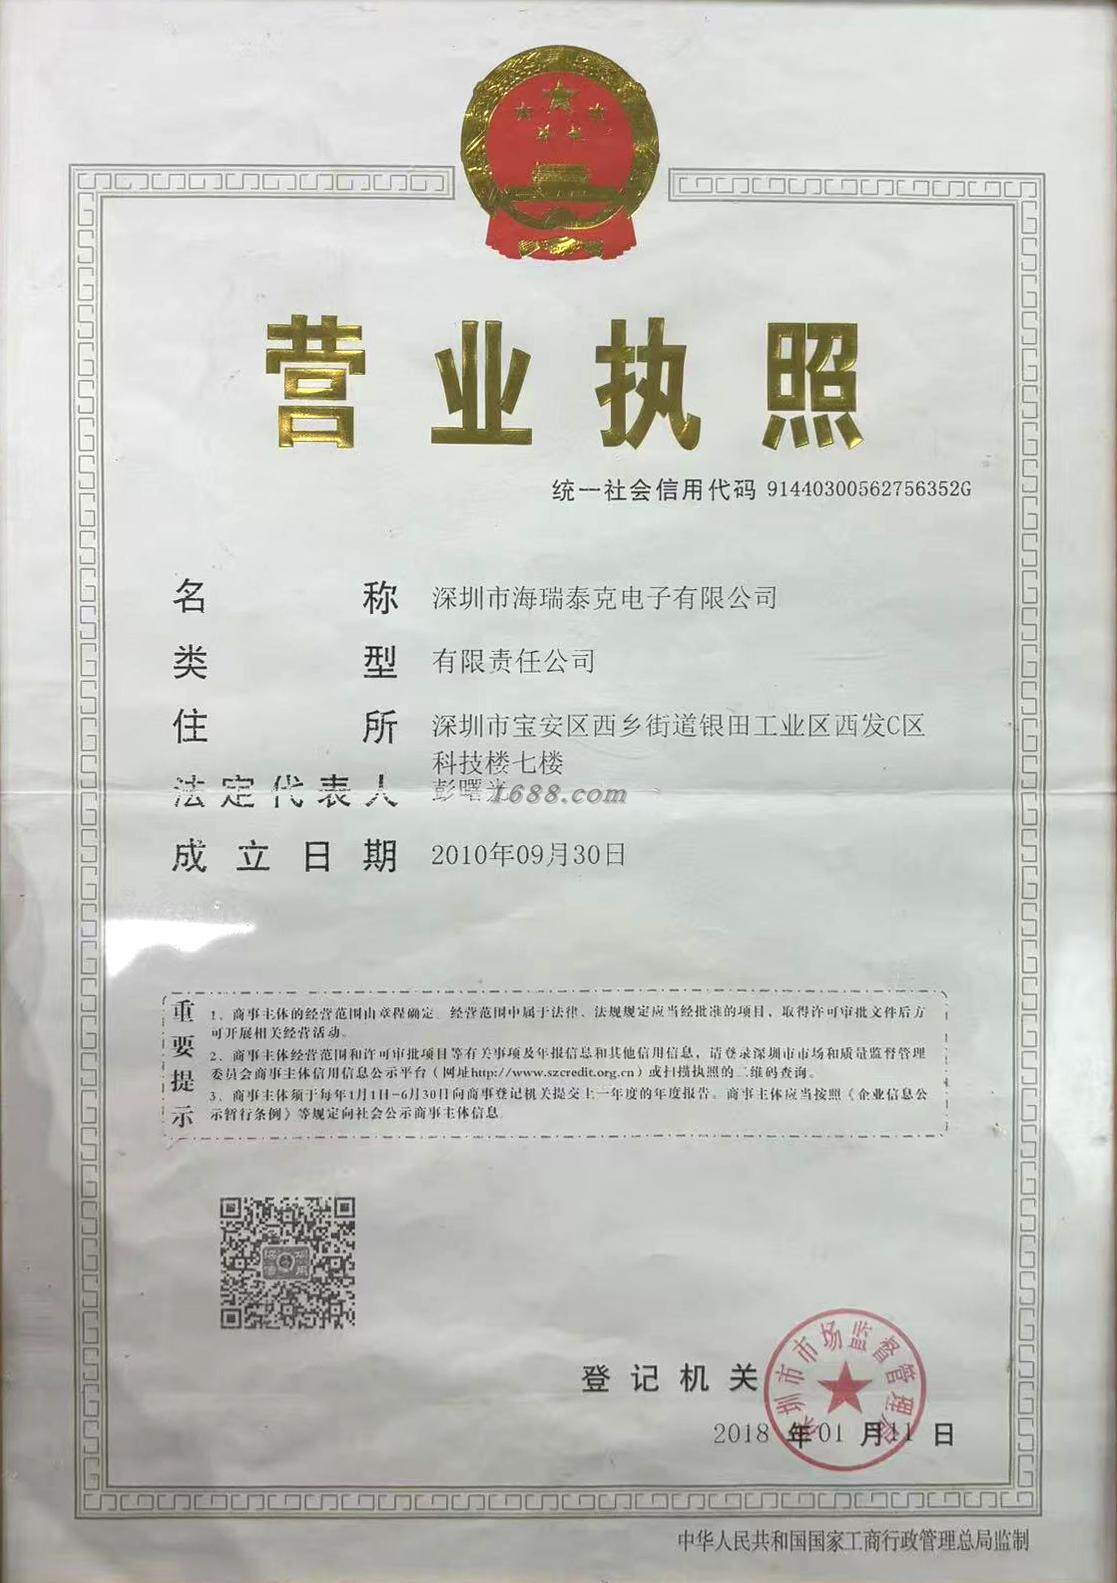 营业执照
统一社会信用代码 91440300562756352G
名称 深圳市海瑞泰克电子有限公司
类型 有限责任公司
住所 深圳市宝安区西乡街道银田工业区西发C区
科技楼七楼
法定代表人 彭曙光
1688.com
成立日期 2010年09月30日
重要提示
1、商事主体的经营范围由章程确定。经营范围中属于法律、法规规定应当经批准的项目，取得许可审批文件后方
可开展相关经营活动。
2、商事主体经营范围和许可审批项目等有关事项及年报信息和其他信用信息，请登录深圳市市场和质量监督管理
委员会商事主体信用信息公示平台（网址http://www.szcredit.org.cn）或扫描执照的二维码查询。
3、商事主体须于每年1月1日-6月30日向商事登记机关提交上一年度的年度报告。商事主体应当按照《企业信息公
示暂行条例》等规定向社会公示商事主体信息。
深圳市市场监督管理局
登记机关
2018 年 01 月 11 日
中华人民共和国国家工商行政管理总局监制